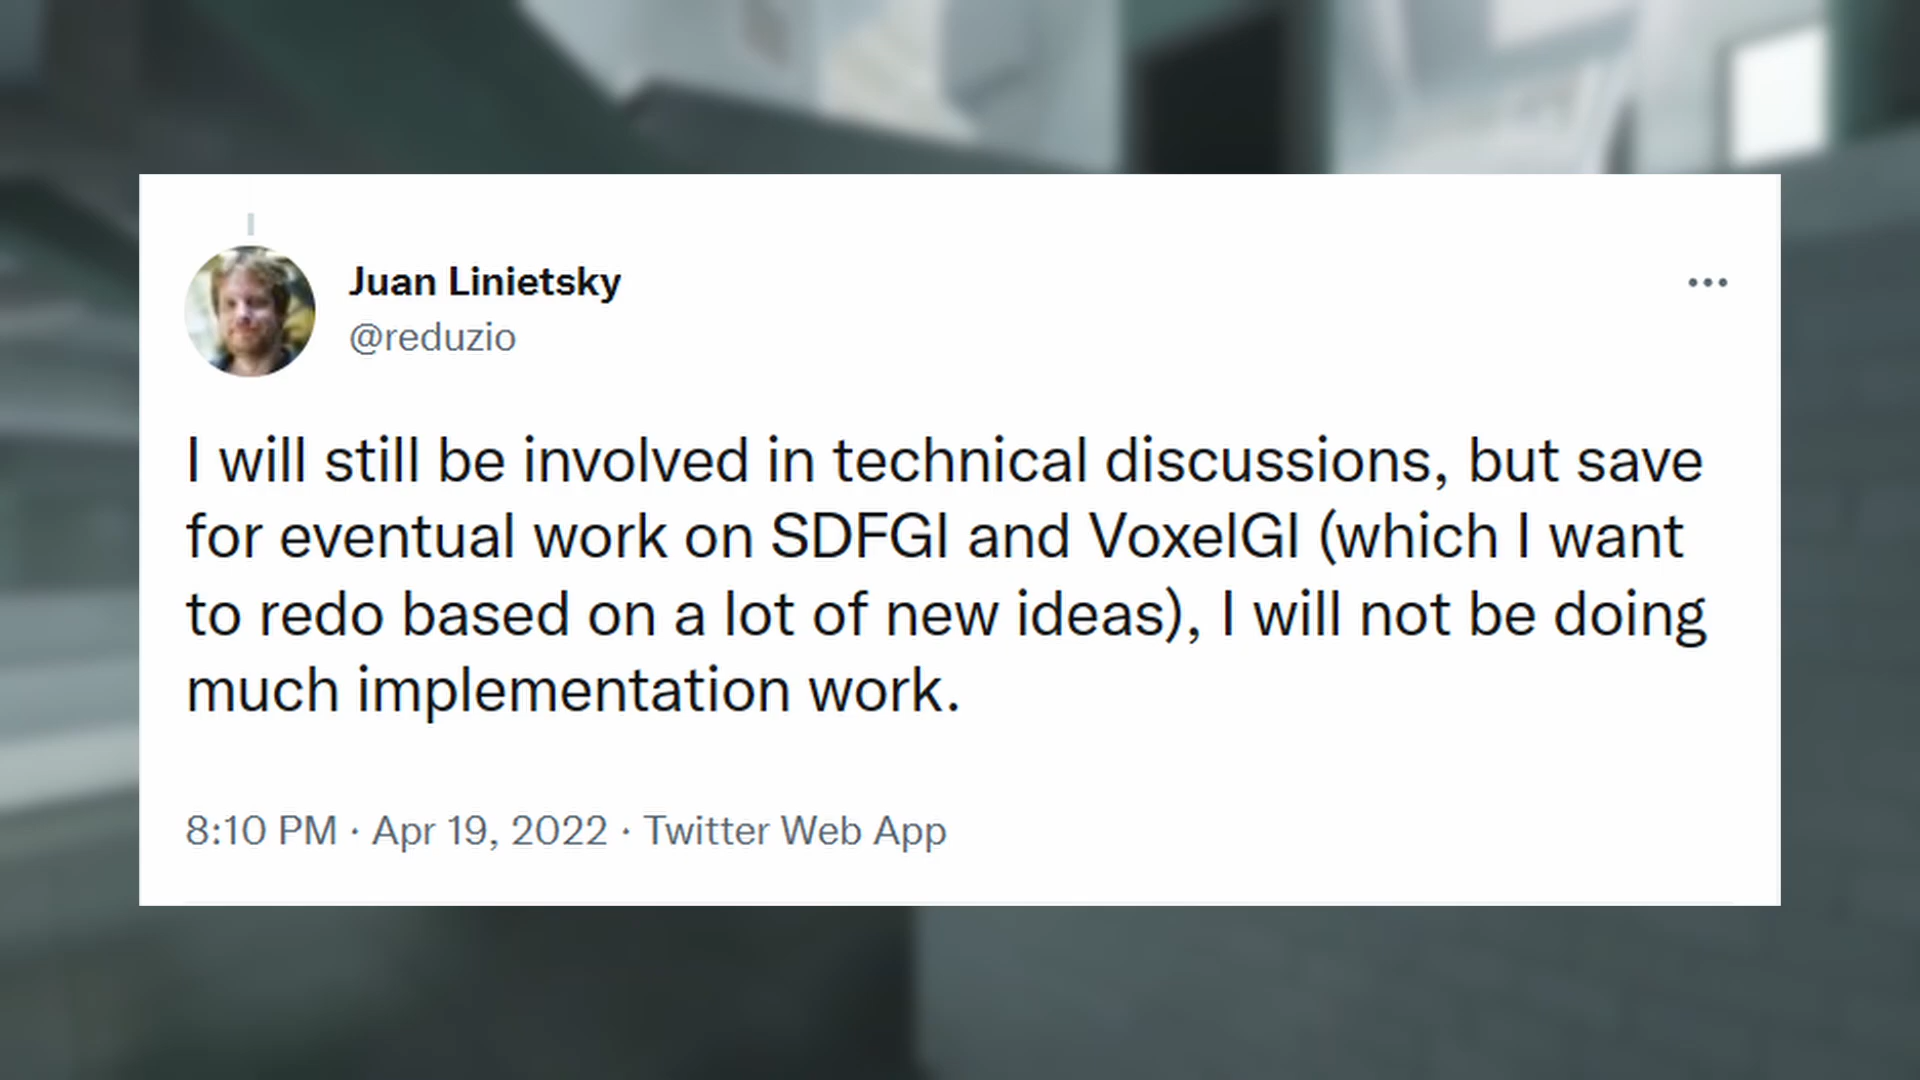 Juan Linietsky
@reduzio
I will still be involved in technical discussions, but save
for eventual work on SDFGI and VoxelGI (which I want
to redo based on a lot of new ideas), I will not be doing
much implementation work.
8:10 PM · Apr 19, 2022 · Twitter Web App